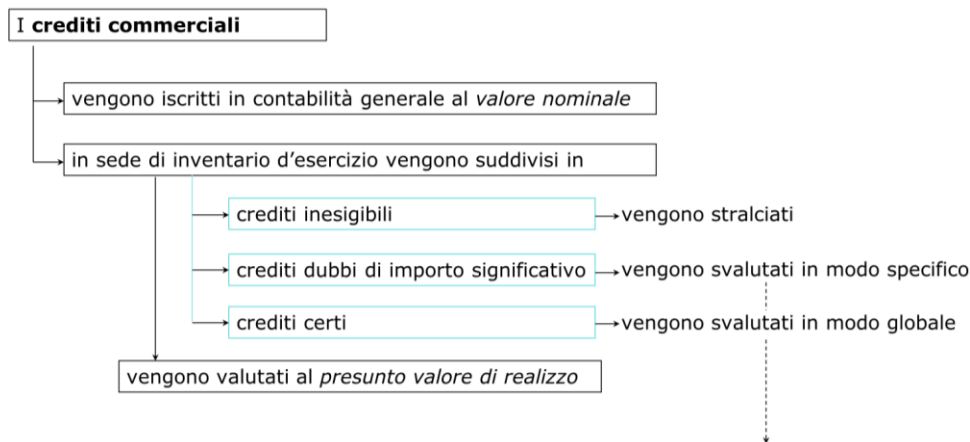 I crediti commerciali
vengono iscritti in contabilità generale al valore nominale
in sede di inventario d'esercizio vengono suddivisi in
crediti inesigibili
vengono stralciati
crediti dubbi di importo significativo
vengono svalutati in modo specifico
crediti certi
vengono svalutati in modo globale
vengono valutati al presunto valore di realizzo